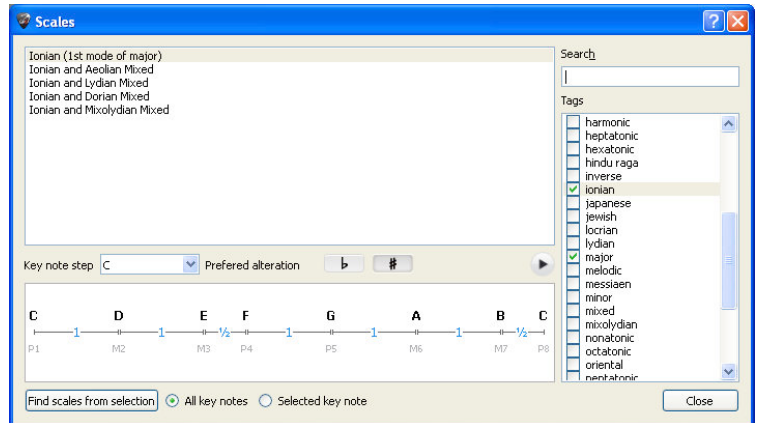 Scales
Ionian (1st mode of major)
Ionian and Aeolian Mixed
Ionian and Lydian Mixed
Ionian and Dorian Mixed
Ionian and Mixolydian Mixed
Search
Tags
harmonic
heptatonic
hexatonic
hindu raga
inverse
ionian
japanese
jewish
locrian
lydian
major
melodic
messiaen
minor
mixed
mixolydian
nonatonic
octatonic
oriental
pentatonic
Key note step C Prefered alteration ♭ #
C D E F G A B C
1 1 ½ 1 1 1 ½
P1 M2 M3 P4 P5 M6 M7 P8
Find scales from selection All key notes Selected key note Close